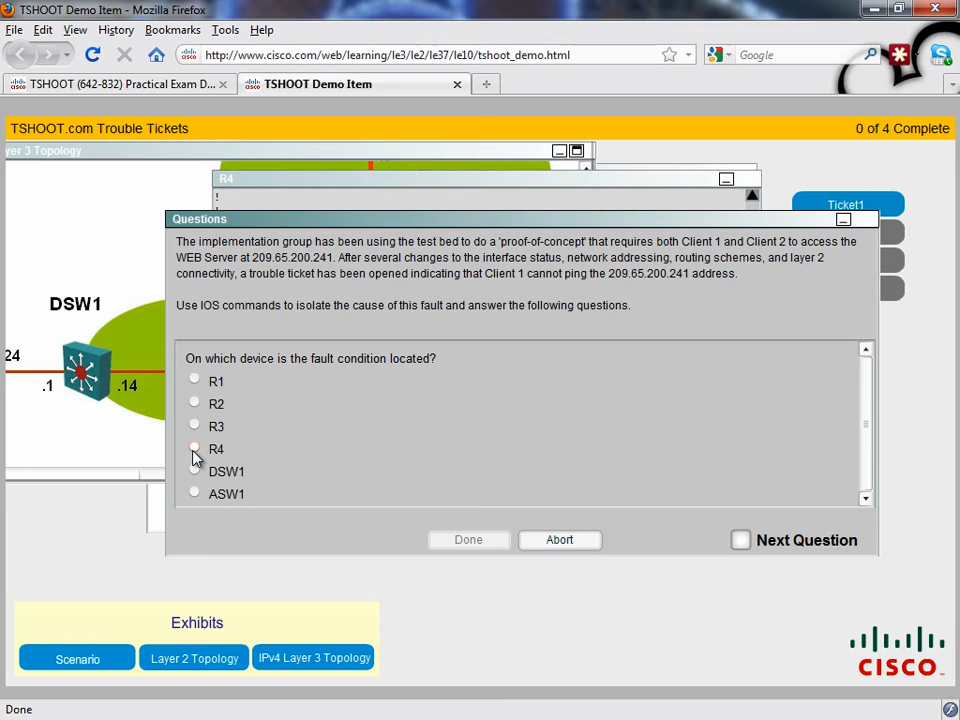 TSHOOT Demo Item - Mozilla Firefox
File Edit View History Bookmarks Tools Help
http://www.cisco.com/web/learning/le3/le2/le37/le10/tshoot_demo.html
Google
TSHOOT (642-832) Practical Exam D...
TSHOOT Demo Item
TSHOOT.com Trouble Tickets
0 of 4 Complete
yer 3 Topology
R4
!
Ticket1
Questions
The implementation group has been using the test bed to do a 'proof-of-concept' that requires both Client 1 and Client 2 to access the
WEB Server at 209.65.200.241. After several changes to the interface status, network addressing, routing schemes, and layer 2
connectivity, a trouble ticket has been opened indicating that Client 1 cannot ping the 209.65.200.241 address.
Use IOS commands to isolate the cause of this fault and answer the following questions.
DSW1
24
.1
.14
On which device is the fault condition located?
R1
R2
R3
R4
DSW1
ASW1
Done
Abort
Next Question
Exhibits
Scenario
Layer 2 Topology
IPv4 Layer 3 Topology
CISCO
Done